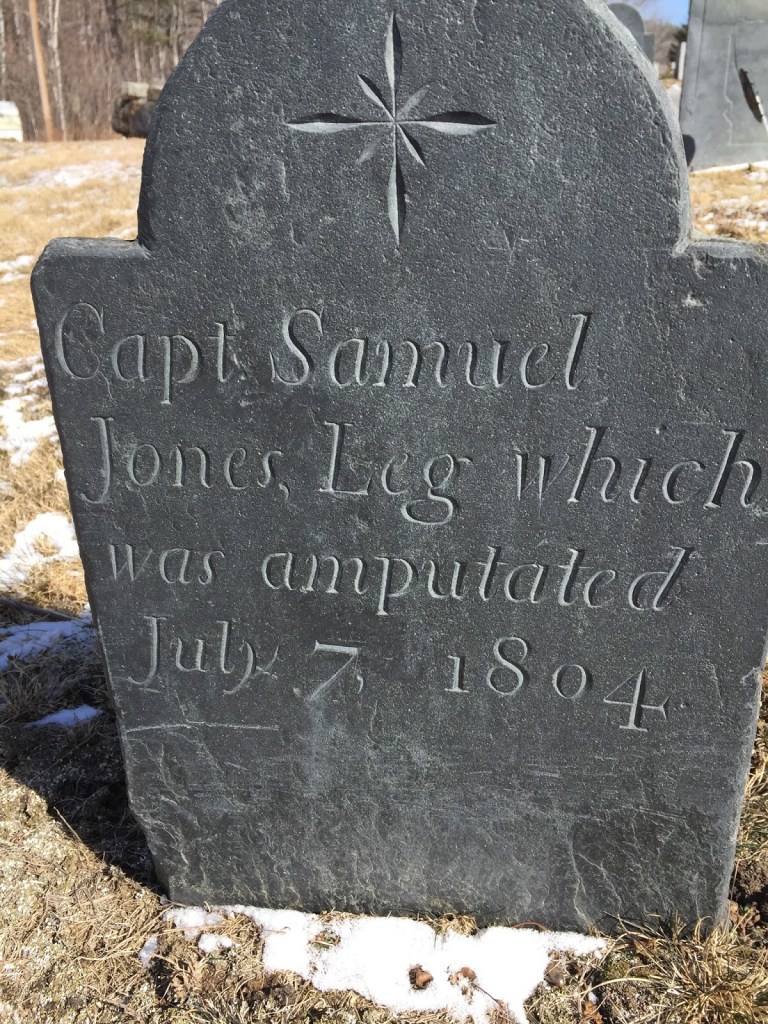 Capt. Samuel
Jones, Leg which
was amputated
July 7, 1804.